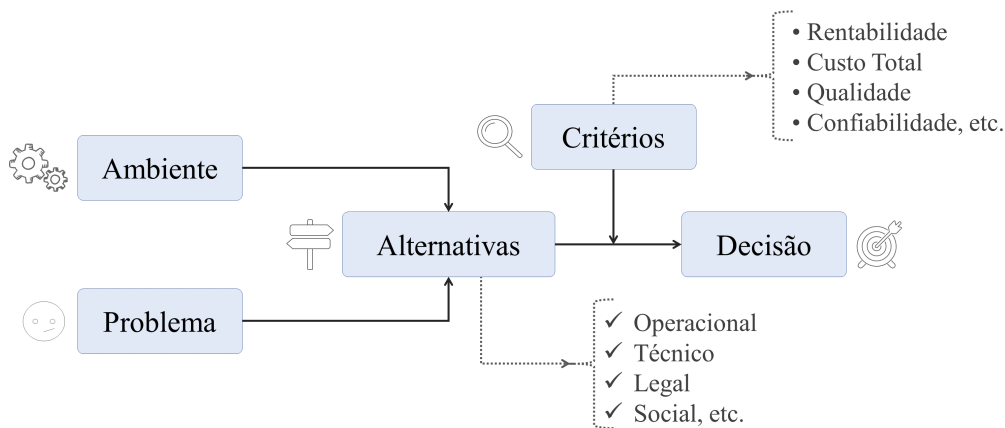 • Rentabilidade
• Custo Total
• Qualidade
• Confiabilidade, etc.
Critérios
Ambiente
Alternativas
Decisão
Problema
✓ Operacional
✓ Técnico
✓ Legal
✓ Social, etc.